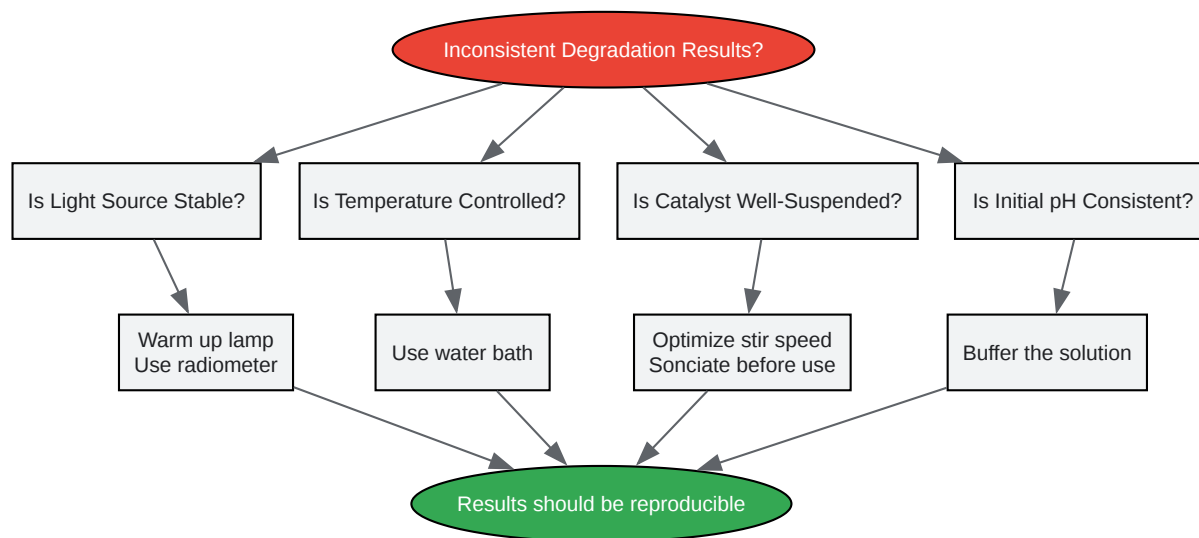 Inconsistent Degradation Results?
Is Light Source Stable?
Is Temperature Controlled?
Is Catalyst Well-Suspended?
Is Initial pH Consistent?
Warm up lamp
Use radiometer
Use water bath
Optimize stir speed
Sonciate before use
Buffer the solution
Results should be reproducible